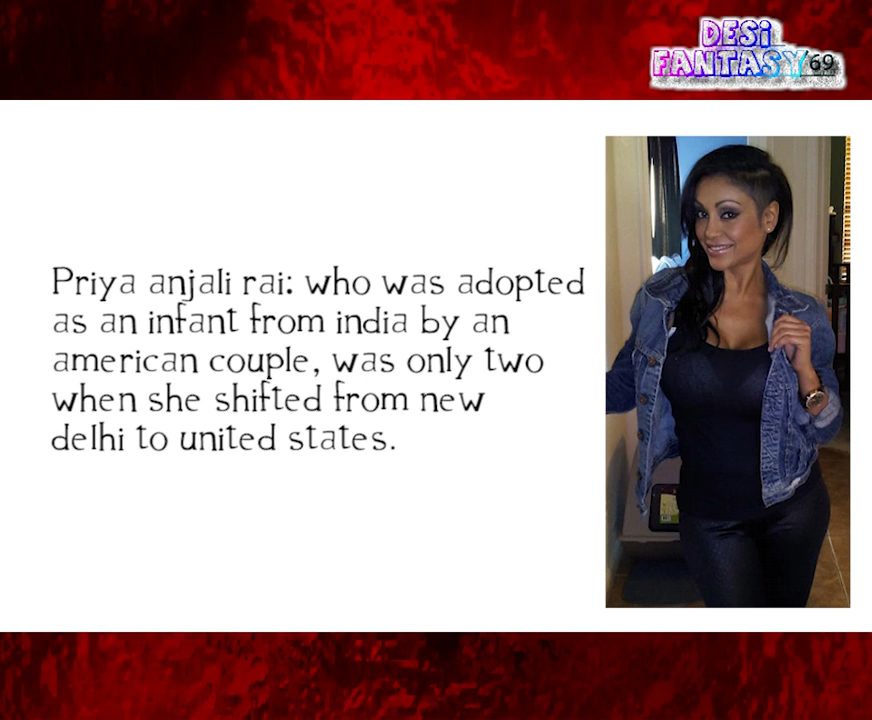 DESi
FANTASY69
Priya anjali rai: who was adopted
as an infant from india by an
american couple, was only two
when she shifted from new
delhi to united states.